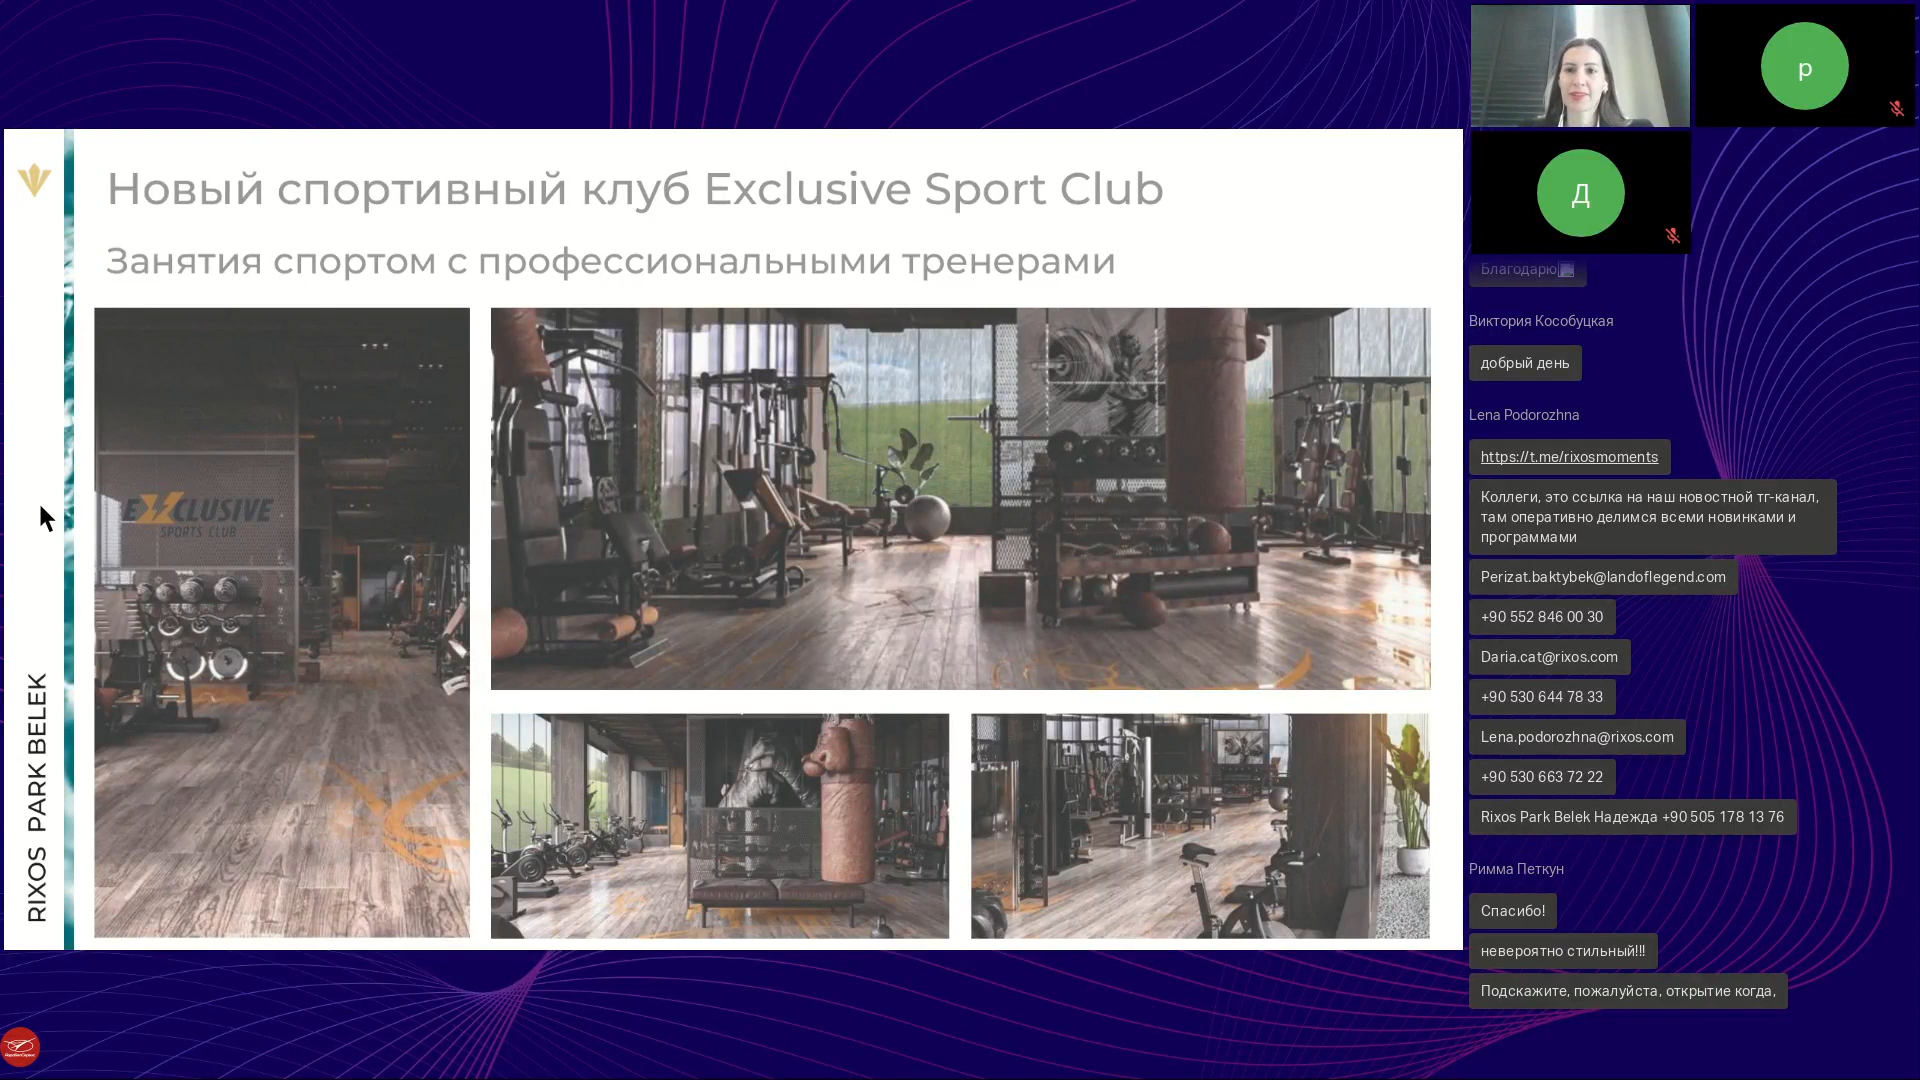 Новый спортивный клуб Exclusive Sport Club
Занятия спортом с профессиональными тренерами
EXCLUSIVE
SPORTS CLUB
RIXOS PARK BELEK
р
Д
Благодарю
Виктория Кособуцкая
добрый день
Lena Podorozhna
https://t.me/rixosmoments
Коллеги, это ссылка на наш новостной тг-канал,
там оперативно делимся всеми новинками и
программами
Perizat.baktybek@landoflegend.com
+90 552 846 00 30
Daria.cat@rixos.com
+90 530 644 78 33
Lena.podorozhna@rixos.com
+90 530 663 72 22
Rixos Park Belek Надежда +90 505 178 13 76
Римма Петкун
Спасибо!
невероятно стильный!!!
Подскажите, пожалуйста, открытие когда,